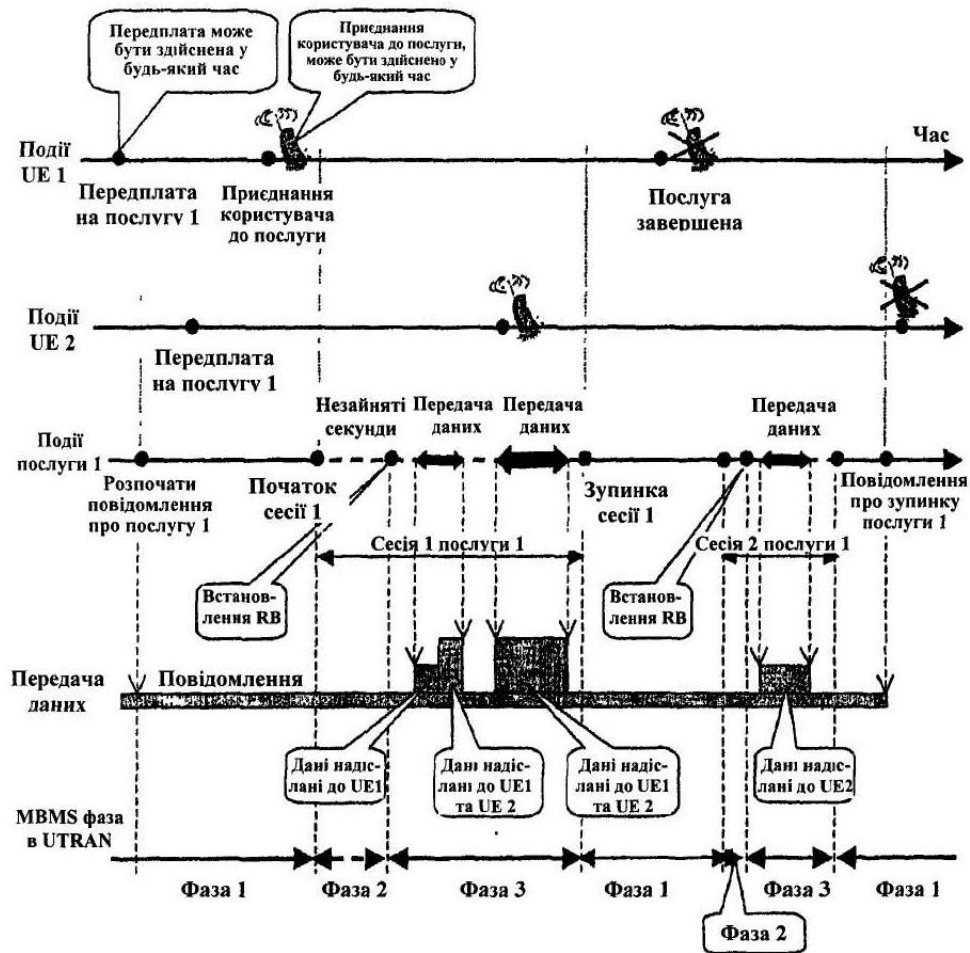 Передплата може
бути здійснена у
будь-який час
Приєднання
користувача до послуги,
може бути здійснено у
будь-який час
Події
UE 1
Час
Передплата
на послугу 1
Приєднання
користувача
до послуги
Послуга
завершена
Події
UE 2
Передплата
на послугу 1
Незайняті
секунди
Передача
даних
Передача
даних
Передача
даних
Події
послуги 1
Розпочати
повідомлення
про послугу 1
Початок
сесії 1
Зупинка
сесії 1
Повідомлення
про зупинку
послуги 1
Сесія 1 послуги 1
Сесія 2 послуги 1
Встанов-
лення RB
Встанов-
лення RB
Передача
даних
Повідомлення
Дані надіс-
лані до UE1
Дані надіс-
лані до UE1
та UE 2
Дані надіс-
лані до UE1
та UE 2
Дані надіс-
лані до UE2
MBMS фаза
в UTRAN
Фаза 1
Фаза 2
Фаза 3
Фаза 1
Фаза 3
Фаза 1
Фаза 2